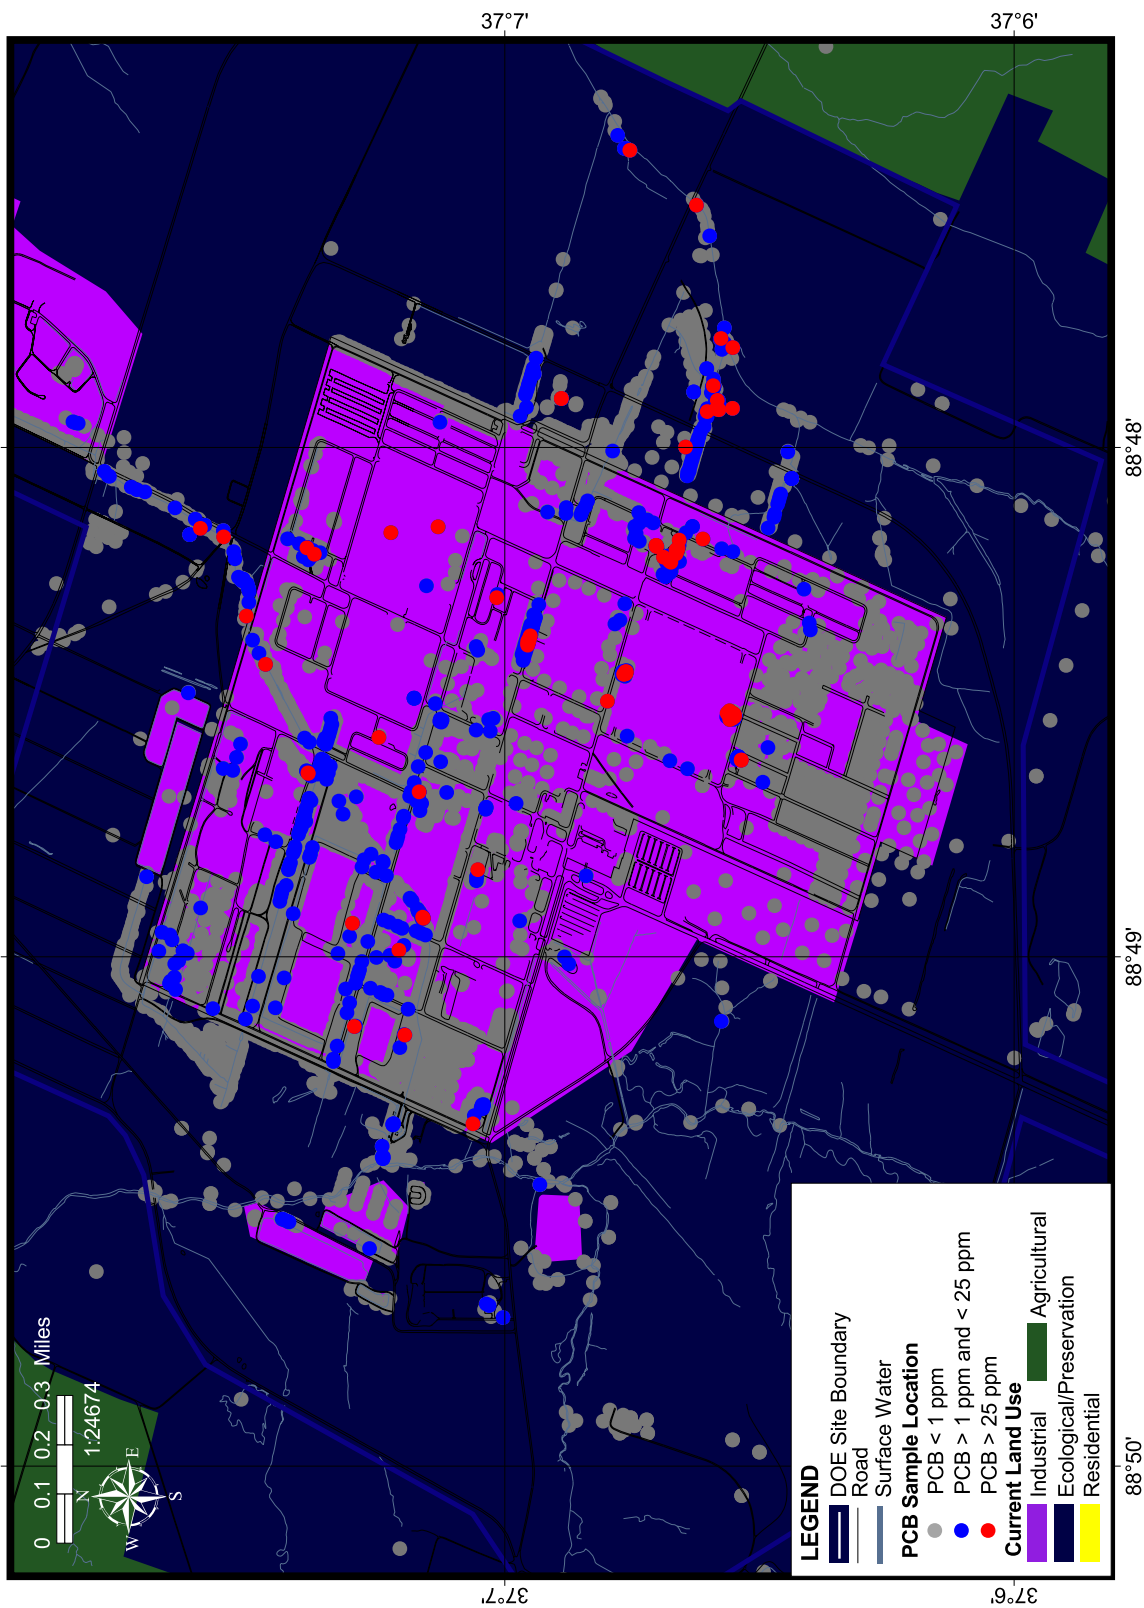 37°7'
37°6'
88°48'
88°49'
88°50'
37°7'
37°6'
0 0.1 0.2 0.3 Miles
1:24674
N
W E
S
LEGEND
DOE Site Boundary
Road
Surface Water
PCB Sample Location
PCB < 1 ppm
PCB > 1 ppm and < 25 ppm
PCB > 25 ppm
Current Land Use
Industrial Agricultural
Ecological/Preservation
Residential